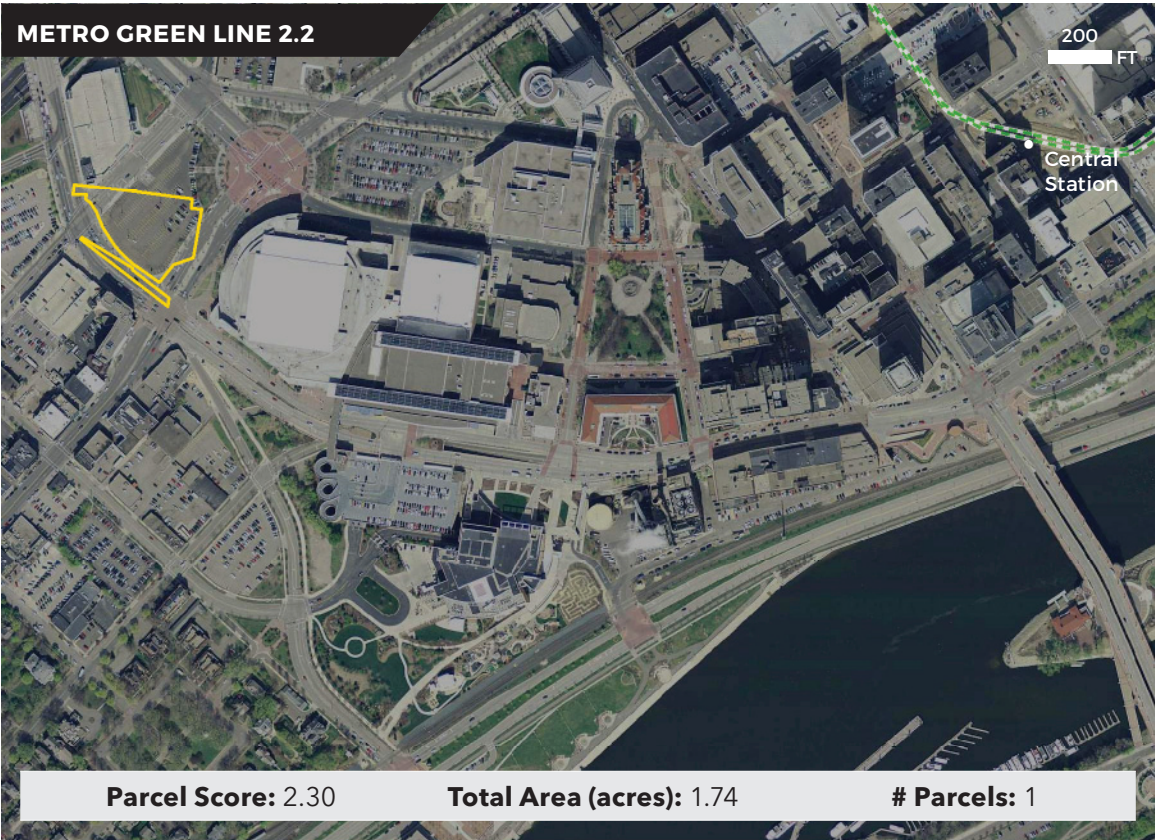 METRO GREEN LINE 2.2
200
FT
Central
Station
Parcel Score: 2.30 Total Area (acres): 1.74 # Parcels: 1